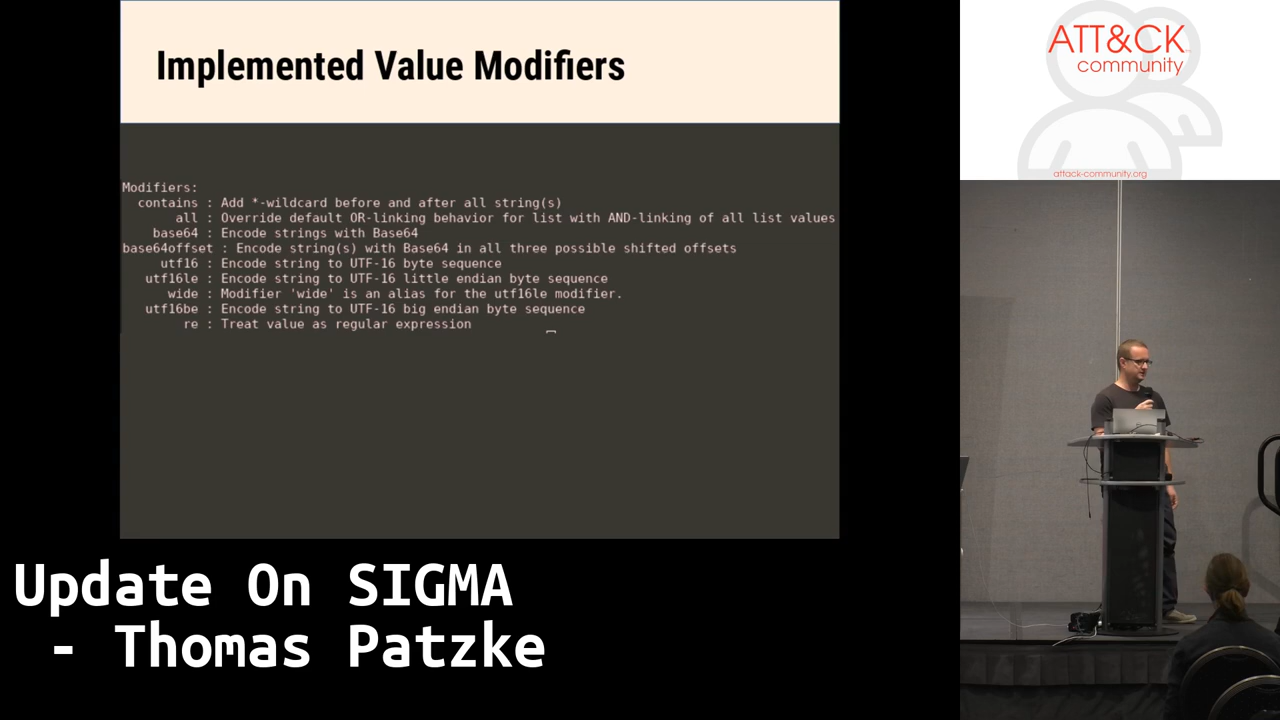 Implemented Value Modifiers
Modifiers:
contains : Add *-wildcard before and after all string(s)
all : Override default OR-linking behavior for list with AND-linking of all list values
base64 : Encode strings with Base64
base64offset : Encode string(s) with Base64 in all three possible shifted offsets
utf16 : Encode string to UTF-16 byte sequence
utf16le : Encode string to UTF-16 little endian byte sequence
wide : Modifier 'wide' is an alias for the utf16le modifier.
utf16be : Encode string to UTF-16 big endian byte sequence
re : Treat value as regular expression
Update On SIGMA
- Thomas Patzke
ATT&CK
community
attack-community.org